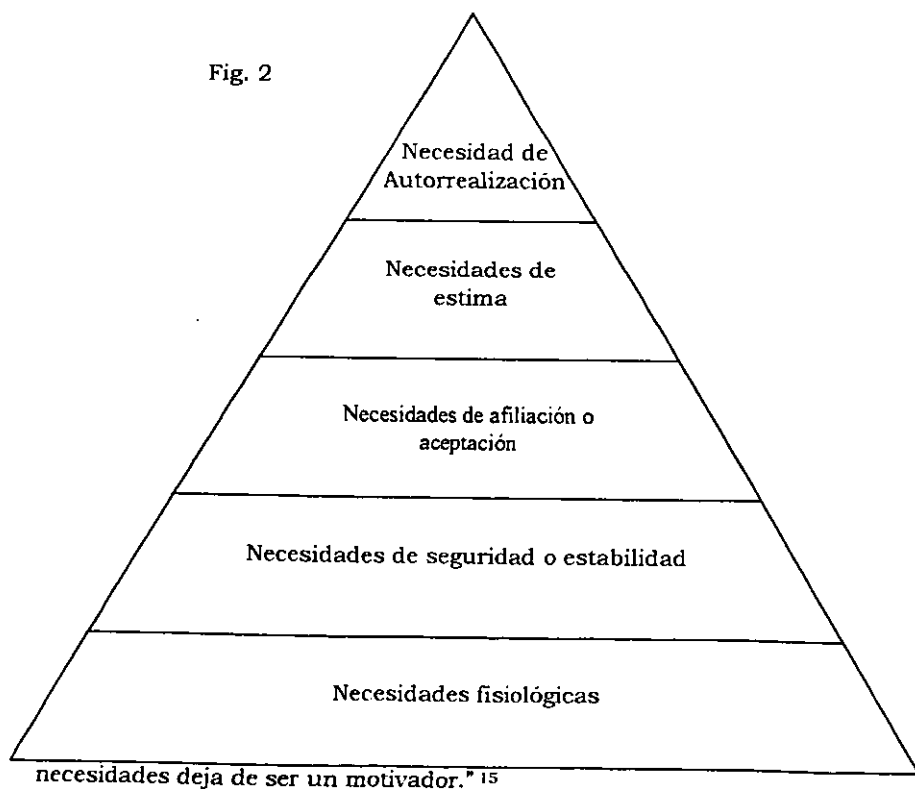 Fig. 2
Necesidad de
Autorrealización
Necesidades de
estima
Necesidades de afiliación o
aceptación
Necesidades de seguridad o estabilidad
Necesidades fisiológicas
necesidades deja de ser un motivador." 15